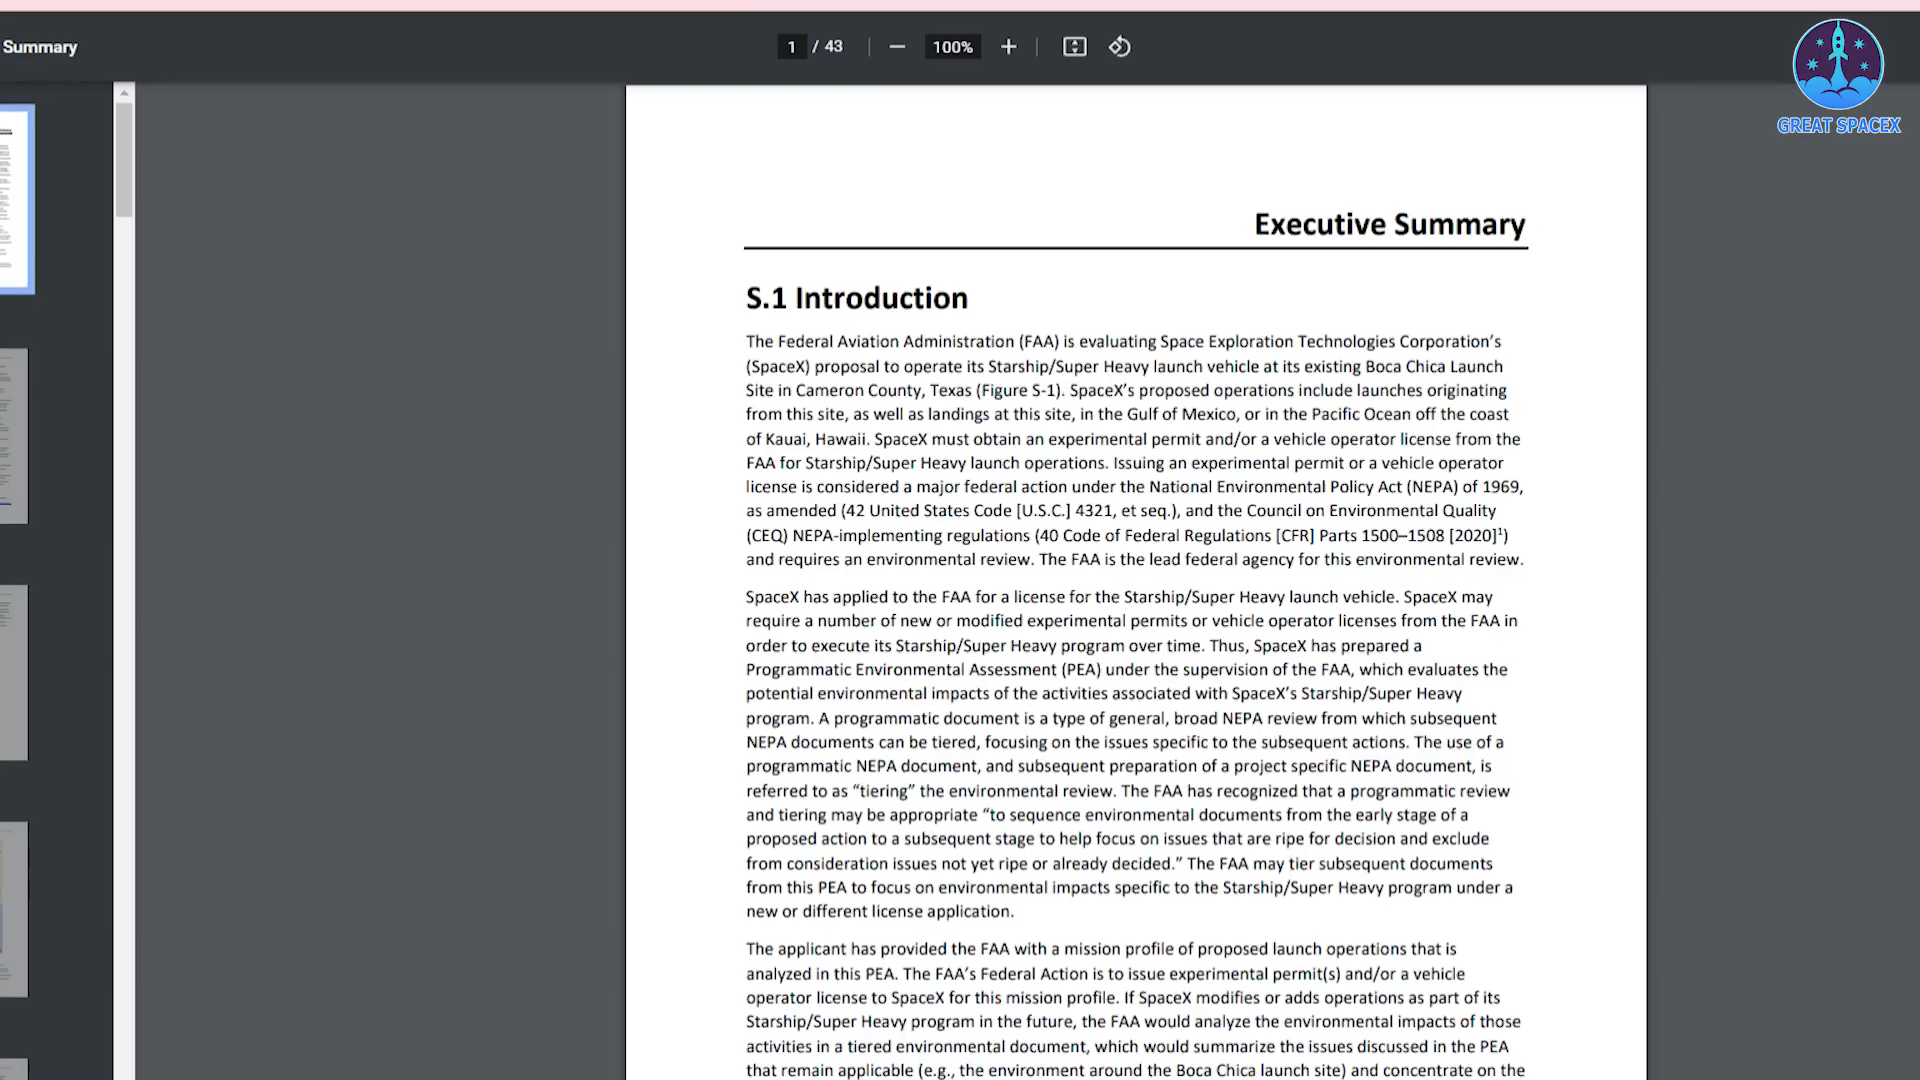 Summary
1 / 43
100%
GREAT SPACEX
Executive Summary
S.1 Introduction
The Federal Aviation Administration (FAA) is evaluating Space Exploration Technologies Corporation’s
(SpaceX) proposal to operate its Starship/Super Heavy launch vehicle at its existing Boca Chica Launch
Site in Cameron County, Texas (Figure S-1). SpaceX’s proposed operations include launches originating
from this site, as well as landings at this site, in the Gulf of Mexico, or in the Pacific Ocean off the coast
of Kauai, Hawaii. SpaceX must obtain an experimental permit and/or a vehicle operator license from the
FAA for Starship/Super Heavy launch operations. Issuing an experimental permit or a vehicle operator
license is considered a major federal action under the National Environmental Policy Act (NEPA) of 1969,
as amended (42 United States Code [U.S.C.] 4321, et seq.), and the Council on Environmental Quality
(CEQ) NEPA-implementing regulations (40 Code of Federal Regulations [CFR] Parts 1500–1508 [2020]¹)
and requires an environmental review. The FAA is the lead federal agency for this environmental review.
SpaceX has applied to the FAA for a license for the Starship/Super Heavy launch vehicle. SpaceX may
require a number of new or modified experimental permits or vehicle operator licenses from the FAA in
order to execute its Starship/Super Heavy program over time. Thus, SpaceX has prepared a
Programmatic Environmental Assessment (PEA) under the supervision of the FAA, which evaluates the
potential environmental impacts of the activities associated with SpaceX’s Starship/Super Heavy
program. A programmatic document is a type of general, broad NEPA review from which subsequent
NEPA documents can be tiered, focusing on the issues specific to the subsequent actions. The use of a
programmatic NEPA document, and subsequent preparation of a project specific NEPA document, is
referred to as “tiering” the environmental review. The FAA has recognized that a programmatic review
and tiering may be appropriate “to sequence environmental documents from the early stage of a
proposed action to a subsequent stage to help focus on issues that are ripe for decision and exclude
from consideration issues not yet ripe or already decided.” The FAA may tier subsequent documents
from this PEA to focus on environmental impacts specific to the Starship/Super Heavy program under a
new or different license application.
The applicant has provided the FAA with a mission profile of proposed launch operations that is
analyzed in this PEA. The FAA’s Federal Action is to issue experimental permit(s) and/or a vehicle
operator license to SpaceX for this mission profile. If SpaceX modifies or adds operations as part of its
Starship/Super Heavy program in the future, the FAA would analyze the environmental impacts of those
activities in a tiered environmental document, which would summarize the issues discussed in the PEA
that remain applicable (e.g., the environment around the Boca Chica launch site) and concentrate on the